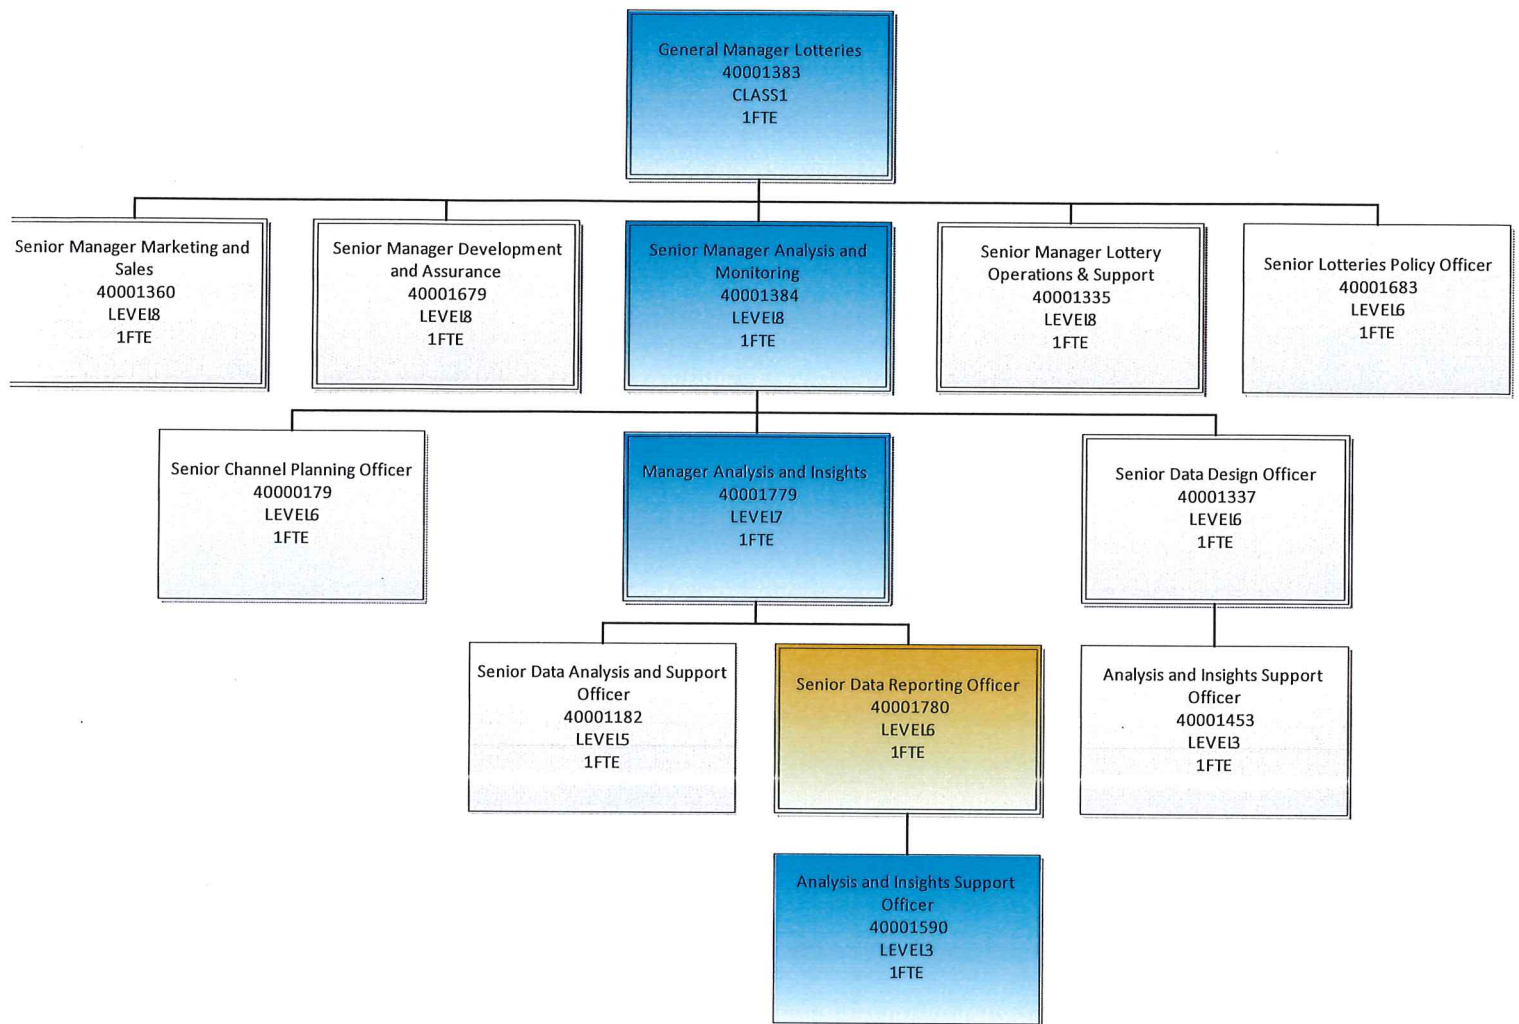 General Manager Lotteries
40001383
CLASS1
1FTE
Senior Manager Marketing and
Sales
40001360
LEVEL8
1FTE
Senior Manager Development
and Assurance
40001679
LEVEL8
1FTE
Senior Manager Analysis and
Monitoring
40001384
LEVEL8
1FTE
Senior Manager Lottery
Operations & Support
40001335
LEVEL8
1FTE
Senior Lotteries Policy Officer
40001683
LEVEL6
1FTE
Senior Channel Planning Officer
40000179
LEVEL6
1FTE
Manager Analysis and Insights
40001779
LEVEL7
1FTE
Senior Data Design Officer
40001337
LEVEL6
1FTE
Senior Data Analysis and Support
Officer
40001182
LEVEL5
1FTE
Senior Data Reporting Officer
40001780
LEVEL6
1FTE
Analysis and Insights Support
Officer
40001453
LEVEL3
1FTE
Analysis and Insights Support
Officer
40001590
LEVEL3
1FTE